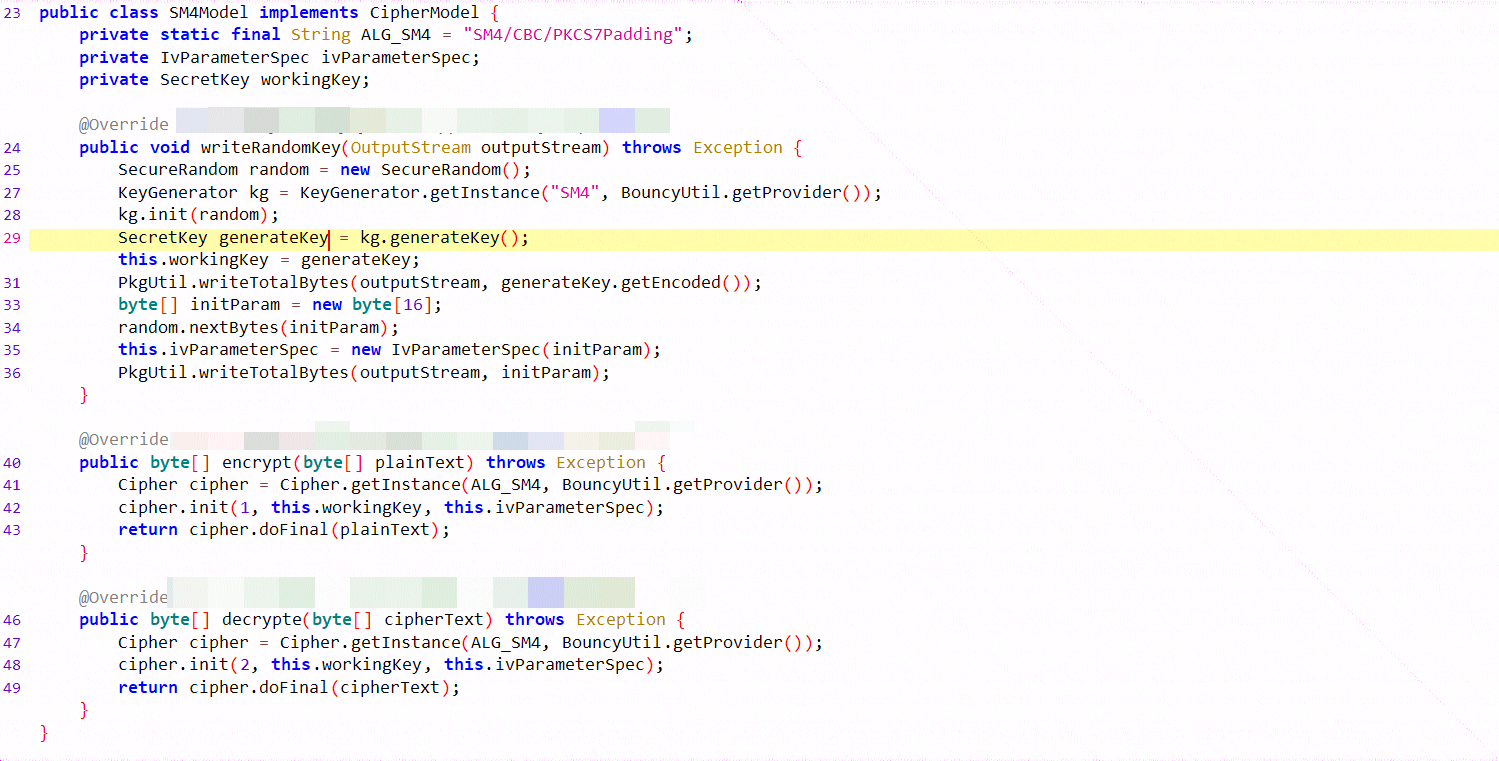 23 public class SM4Model implements CipherModel {
private static final String ALG_SM4 = "SM4/CBC/PKCS7Padding";
private IvParameterSpec ivParameterSpec;
private SecretKey workingKey;
@Override
24 public void writeRandomKey(OutputStream outputStream) throws Exception {
25 SecureRandom random = new SecureRandom();
27 KeyGenerator kg = KeyGenerator.getInstance("SM4", BouncyUtil.getProvider());
28 kg.init(random);
29 SecretKey generateKey = kg.generateKey();
this.workingKey = generateKey;
31 PkgUtil.writeTotalBytes(outputStream, generateKey.getEncoded());
33 byte[] initParam = new byte[16];
34 random.nextBytes(initParam);
35 this.ivParameterSpec = new IvParameterSpec(initParam);
36 PkgUtil.writeTotalBytes(outputStream, initParam);
}
@Override
40 public byte[] encrypt(byte[] plainText) throws Exception {
41 Cipher cipher = Cipher.getInstance(ALG_SM4, BouncyUtil.getProvider());
42 cipher.init(1, this.workingKey, this.ivParameterSpec);
43 return cipher.doFinal(plainText);
}
@Override
46 public byte[] decrypte(byte[] cipherText) throws Exception {
47 Cipher cipher = Cipher.getInstance(ALG_SM4, BouncyUtil.getProvider());
48 cipher.init(2, this.workingKey, this.ivParameterSpec);
49 return cipher.doFinal(cipherText);
}
}